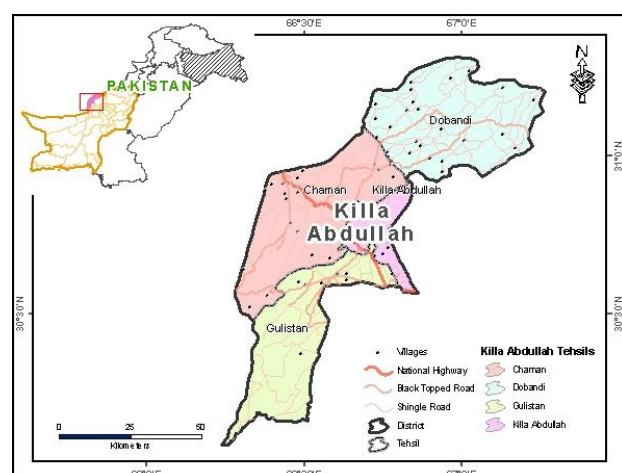 66°30'E
67°0'E
PAKISTAN
N
Dobandi
31°0'N
Chaman
Killa Abdullah
Killa
Abdullah
30°30'N
30°30'N
Gulistan
Villages
National Highway
Black Topped Road
Shingle Road
District
Tehsil
Killa Abdullah Tehsils
Chaman
Dobandi
Gulistan
Killa Abdullah
0 25 50
Kilometers
67°0'E